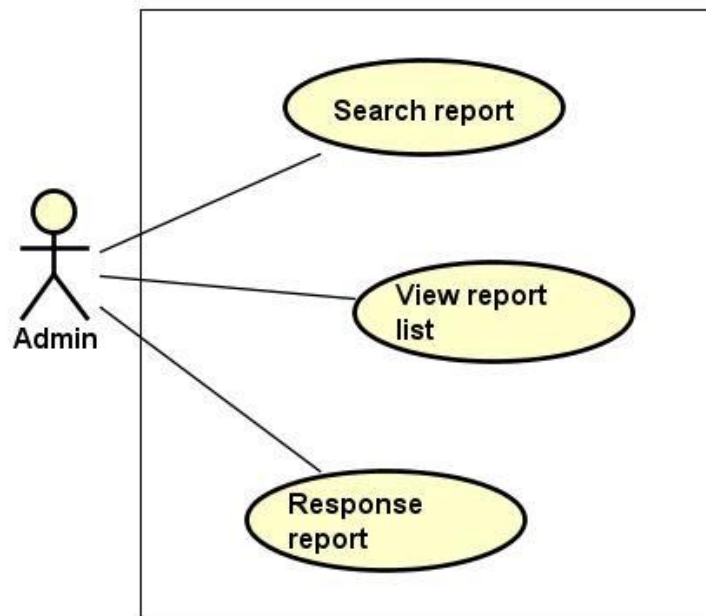 Search report
View report
list
Admin
Response
report